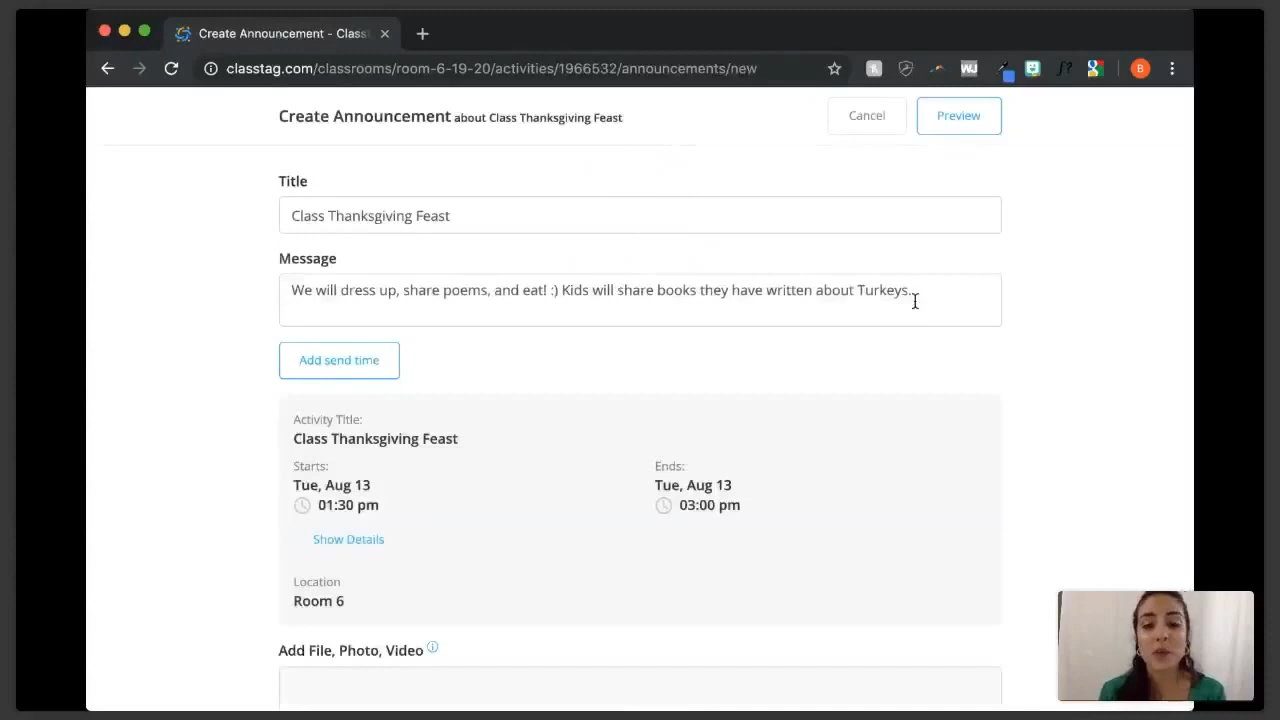 Create Announcement - Class
classtag.com/classrooms/room-6-19-20/activities/1966532/announcements/new
B
Create Announcement about Class Thanksgiving Feast
Cancel
Preview
Title
Class Thanksgiving Feast
Message
We will dress up, share poems, and eat! :) Kids will share books they have written about Turkeys.
Add send time
Activity Title:
Class Thanksgiving Feast
Starts:
Ends:
Tue, Aug 13
Tue, Aug 13
01:30 pm
03:00 pm
Show Details
Location
Room 6
Add File, Photo, Video